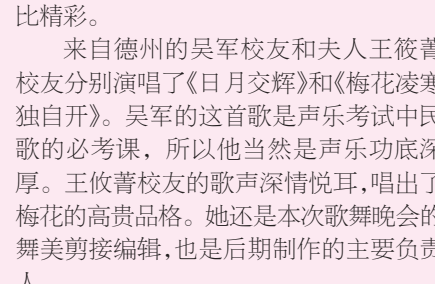 比精彩。
来自德州的吴军校友和夫人王筱菁
校友分别演唱了《日月交辉》和《梅花凌寒
独自开》。吴军的这首歌是声乐考试中民
歌的必考课，所以他当然是声乐功底深
厚。王攸菁校友的歌声深情悦耳,唱出了
梅花的高贵品格。她还是本次歌舞晚会的
舞美剪接编辑,也是后期制作的主要负责
人